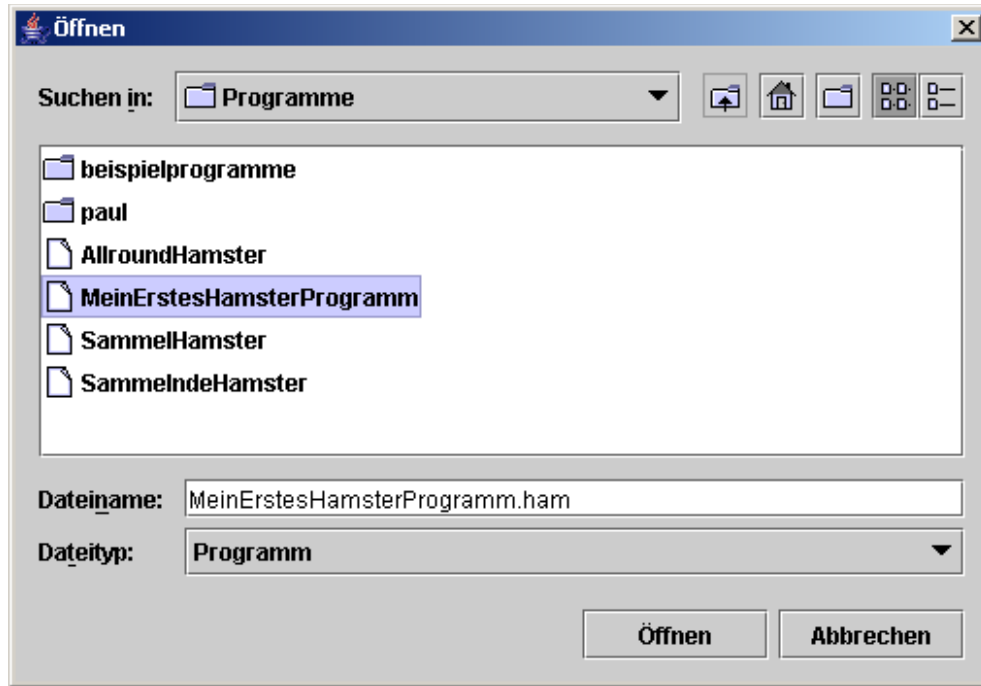 Öffnen
Suchen in: Programme
beispielprogramme
paul
AllroundHamster
MeinErstesHamsterProgramm
SammelHamster
SammelndeHamster
Dateiname: MeinErstesHamsterProgramm.ham
Dateityp: Programm
Öffnen Abbrechen